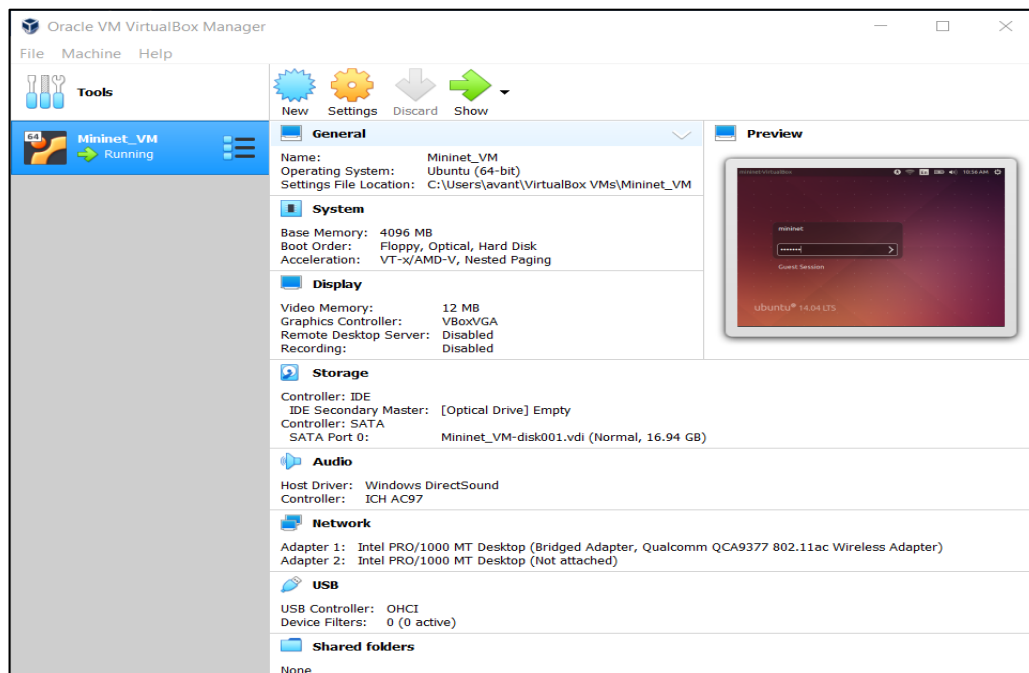 Oracle VM VirtualBox Manager
File Machine Help
Tools
New Settings Discard Show
64
Mininet_VM
Running
General
Name: Mininet_VM
Operating System: Ubuntu (64-bit)
Settings File Location: C:\Users\avant\VirtualBox VMs\Mininet_VM
System
Base Memory: 4096 MB
Boot Order: Floppy, Optical, Hard Disk
Acceleration: VT-x/AMD-V, Nested Paging
Display
Video Memory: 12 MB
Graphics Controller: VBoxVGA
Remote Desktop Server: Disabled
Recording: Disabled
Preview
mininet-VirtualBox 10:58 AM
mininet
Guest Session
ubuntu® 14.04 LTS
Storage
Controller: IDE
IDE Secondary Master: [Optical Drive] Empty
Controller: SATA
SATA Port 0: Mininet_VM-disk001.vdi (Normal, 16.94 GB)
Audio
Host Driver: Windows DirectSound
Controller: ICH AC97
Network
Adapter 1: Intel PRO/1000 MT Desktop (Bridged Adapter, Qualcomm QCA9377 802.11ac Wireless Adapter)
Adapter 2: Intel PRO/1000 MT Desktop (Not attached)
USB
USB Controller: OHCI
Device Filters: 0 (0 active)
Shared folders
None